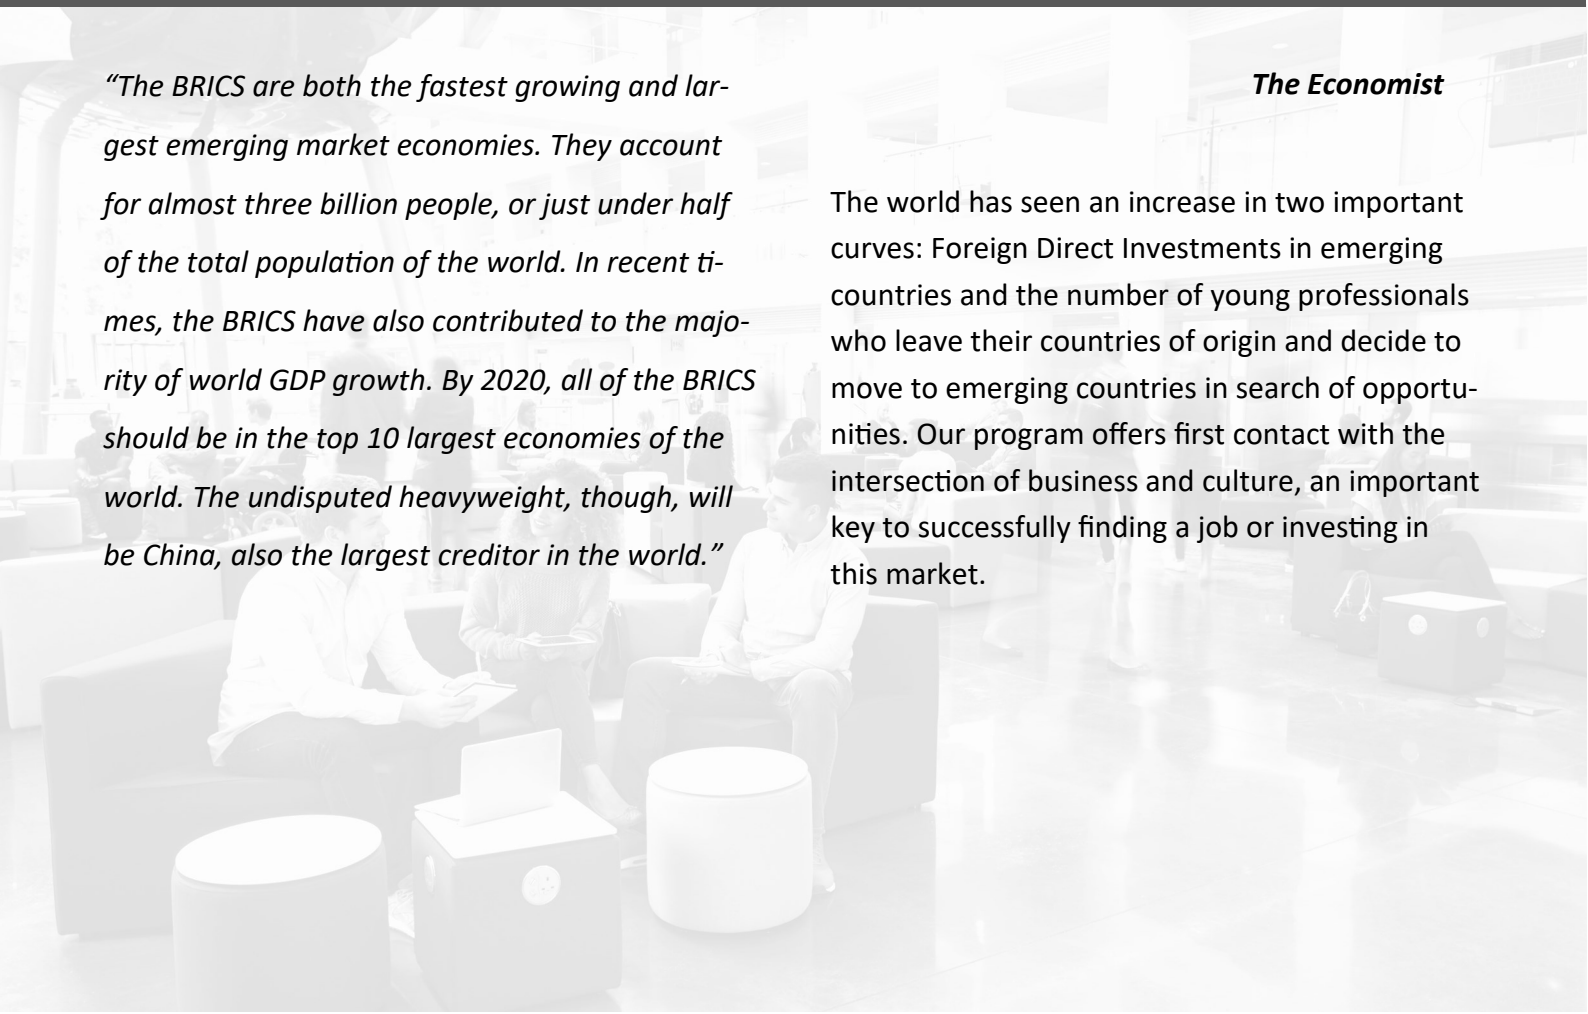 “The BRICS are both the fastest growing and lar-
gest emerging market economies. They account
for almost three billion people, or just under half
of the total population of the world. In recent ti-
mes, the BRICS have also contributed to the majo-
rity of world GDP growth. By 2020, all of the BRICS
should be in the top 10 largest economies of the
world. The undisputed heavyweight, though, will
be China, also the largest creditor in the world.”
The Economist
The world has seen an increase in two important
curves: Foreign Direct Investments in emerging
countries and the number of young professionals
who leave their countries of origin and decide to
move to emerging countries in search of opportu-
nities. Our program offers first contact with the
intersection of business and culture, an important
key to successfully finding a job or investing in
this market.